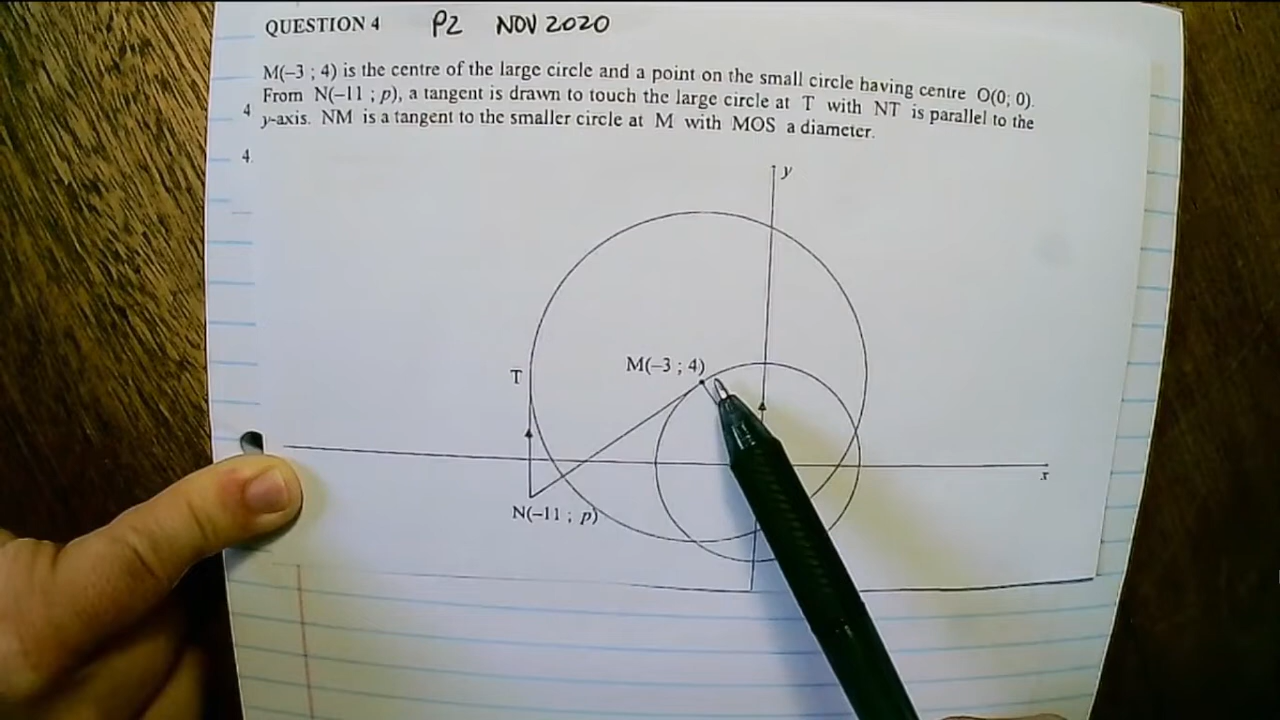 QUESTION 4 P2 NOV 2020
M(–3 ; 4) is the centre of the large circle and a point on the small circle having centre O(0; 0).
From N(–11 ; p), a tangent is drawn to touch the large circle at T with NT is parallel to the
4 y-axis. NM is a tangent to the smaller circle at M with MOS a diameter.
4.
y
M(–3 ; 4)
T
x
N(–11 ; p)